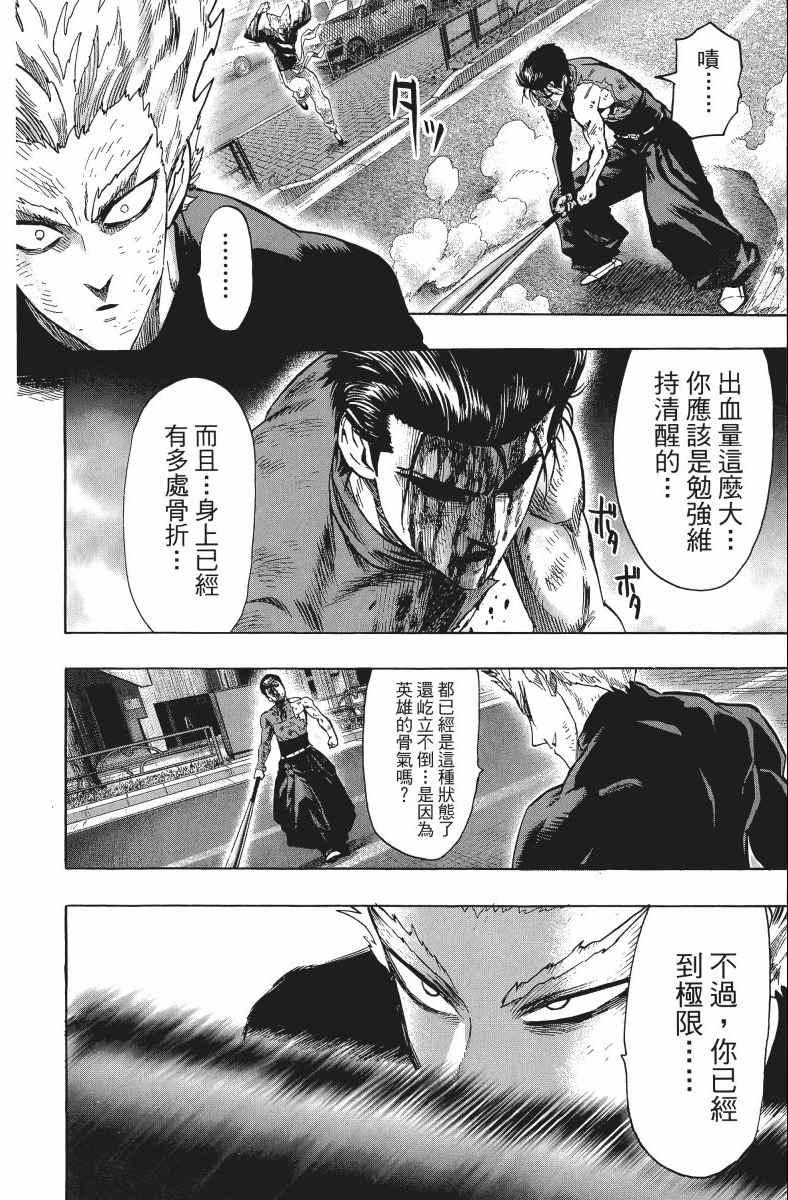 嘖……
タッ
………
出血量這麼大…
你應該是勉強維
持清醒的…
ボタ
ボタ
而且…身上已經
有多處骨折…
都已經是這種狀態了
還屹立不倒…是因為
英雄的骨氣嗎？
不過，你已經
到極限……